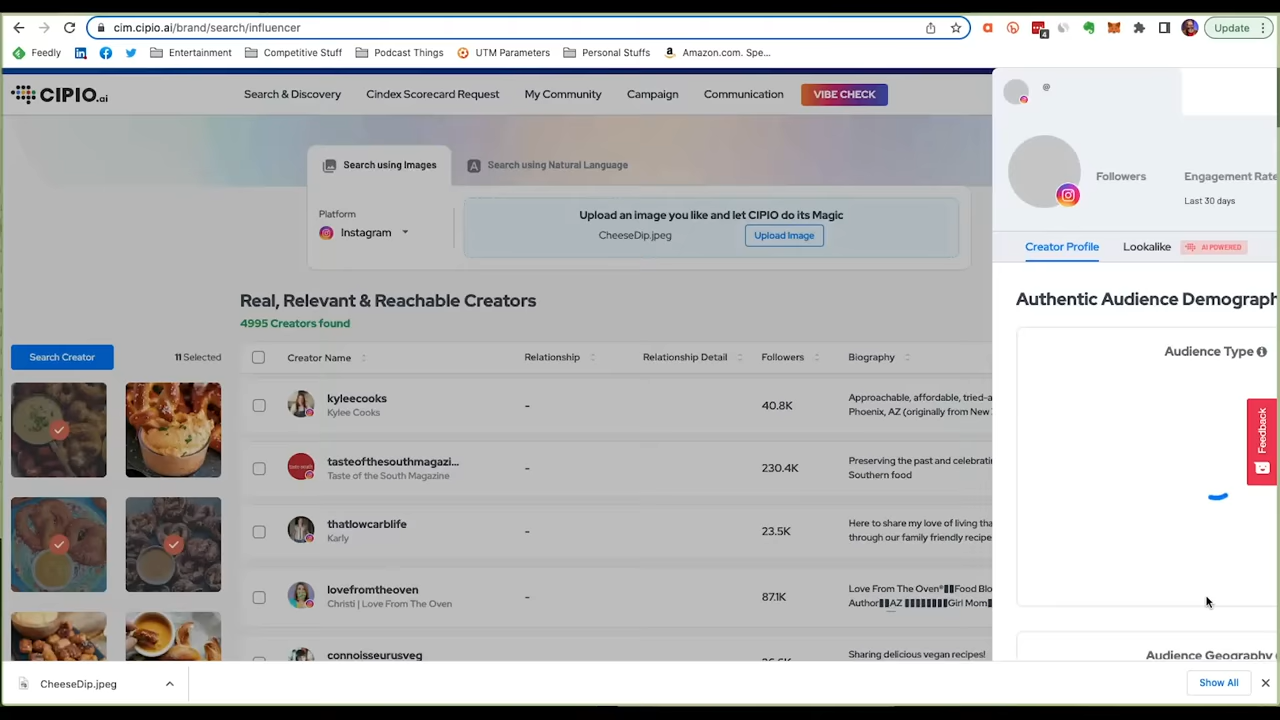 cim.cipio.ai/brand/search/influencer
4
Update
Feedly
Entertainment
Competitive Stuff
Podcast Things
UTM Parameters
Personal Stuffs
Amazon.com. Spe...
CIPIO.ai
Search & Discovery
Cindex Scorecard Request
My Community
Campaign
Communication
VIBE CHECK
@
Search using Images
Search using Natural Language
Platform
Instagram
Upload an image you like and let CIPIO do its Magic
CheeseDip.jpeg
Upload Image
Followers
Engagement Rate
Last 30 days
Creator Profile
Lookalike
AI POWERED
Real, Relevant & Reachable Creators
4995 Creators found
Authentic Audience Demograph
Search Creator
11 Selected
Creator Name
Relationship
Relationship Detail
Followers
Biography
Audience Type
kyleecooks
Kylee Cooks
-
40.8K
Approachable, affordable, tried-a
Phoenix, AZ (originally from New
tasteofthesouthmagazi...
Taste of the South Magazine
-
230.4K
Preserving the past and celebratin
Southern food
thatlowcarblife
Karly
-
23.5K
Here to share my love of living tha
through our family friendly recipe
lovefromtheoven
Christi | Love From The Oven
-
87.1K
Love From The Oven®Food Blo
AuthorAZ Girl Mom
connoisseurusveg
Sharing delicious vegan recipes!
Feedback
Audience Geography
CheeseDip.jpeg
Show All